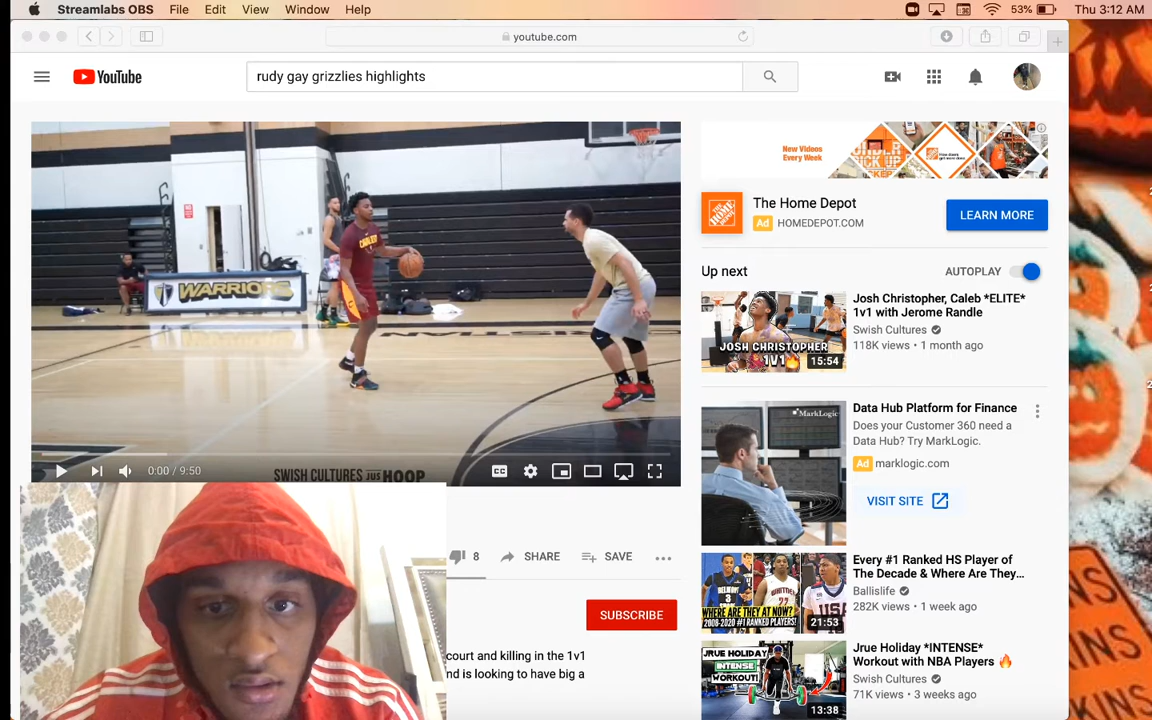 Streamlabs OBS File Edit View Window Help 53% Thu 3:12 AM
youtube.com
YouTube
rudy gay grizzlies highlights
New Videos
Every Week
The Home Depot
Ad HOMEDEPOT.COM
LEARN MORE
Up next
AUTOPLAY
WARRIORS
Josh Christopher, Caleb *ELITE*
1v1 with Jerome Randle
Swish Cultures
118K views • 1 month ago
JOSH CHRISTOPHER
1V1
15:54
MarkLogic
Data Hub Platform for Finance
Does your Customer 360 need a
Data Hub? Try MarkLogic.
Ad marklogic.com
VISIT SITE
0:00 / 9:50
CC
SWISH CULTURES JUS HOOP
8 SHARE SAVE
SUBSCRIBE
court and killing in the 1v1
nd is looking to have big a
Every #1 Ranked HS Player of
The Decade & Where Are They...
Ballislife
282K views • 1 week ago
WHERE ARE THEY AT NOW?
2008-2020 #1 RANKED PLAYERS!
21:53
Jrue Holiday *INTENSE*
Workout with NBA Players 🔥
Swish Cultures
71K views • 3 weeks ago
JRUE HOLIDAY
INTENSE
WORKOUT!
13:38